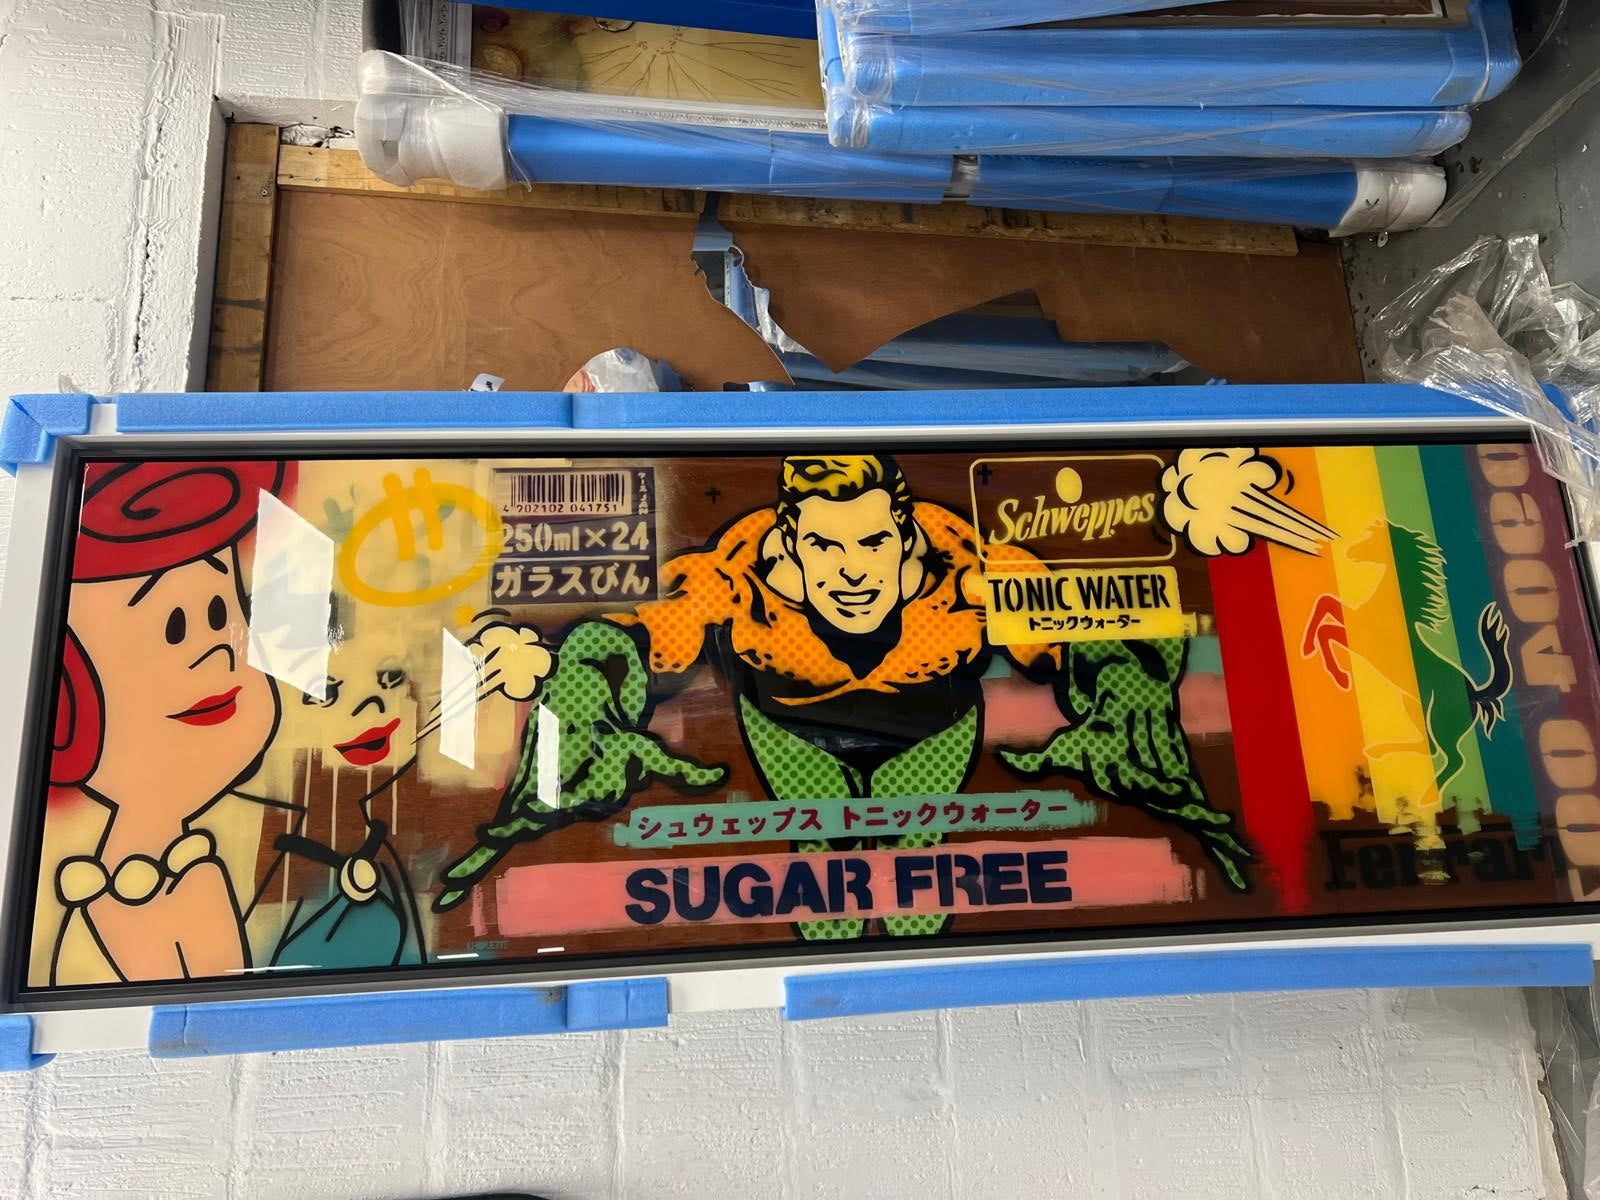 4 902102 041751
250ml×24
ガラスびん
Schweppes
TONIC WATER
トニックウォーター
シュウェップス トニックウォーター
SUGAR FREE
Ferrari